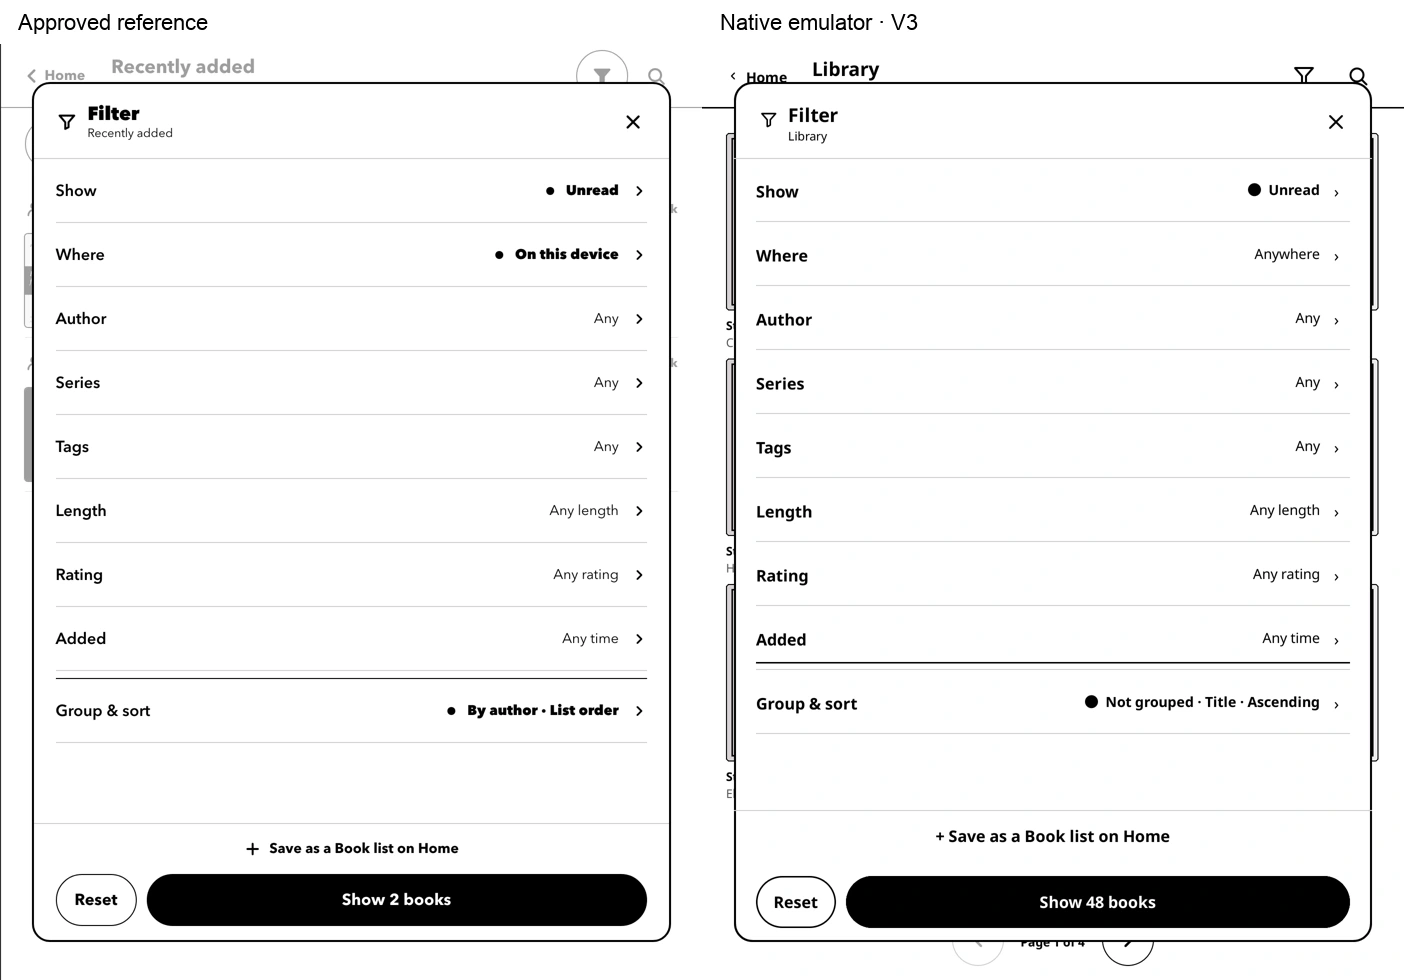 Approved reference
Home
Recently added
Filter
Recently added
Show
Unread
Where
On this device
Author
Any
Series
Any
Tags
Any
Length
Any length
Rating
Any rating
Added
Any time
Group & sort
By author · List order
+ Save as a Book list on Home
Reset
Show 2 books
Native emulator · V3
Home
Library
Filter
Library
Show
Unread
Where
Anywhere
Author
Any
Series
Any
Tags
Any
Length
Any length
Rating
Any rating
Added
Any time
Group & sort
Not grouped · Title · Ascending
+ Save as a Book list on Home
Reset
Show 48 books
Page 1 of 4